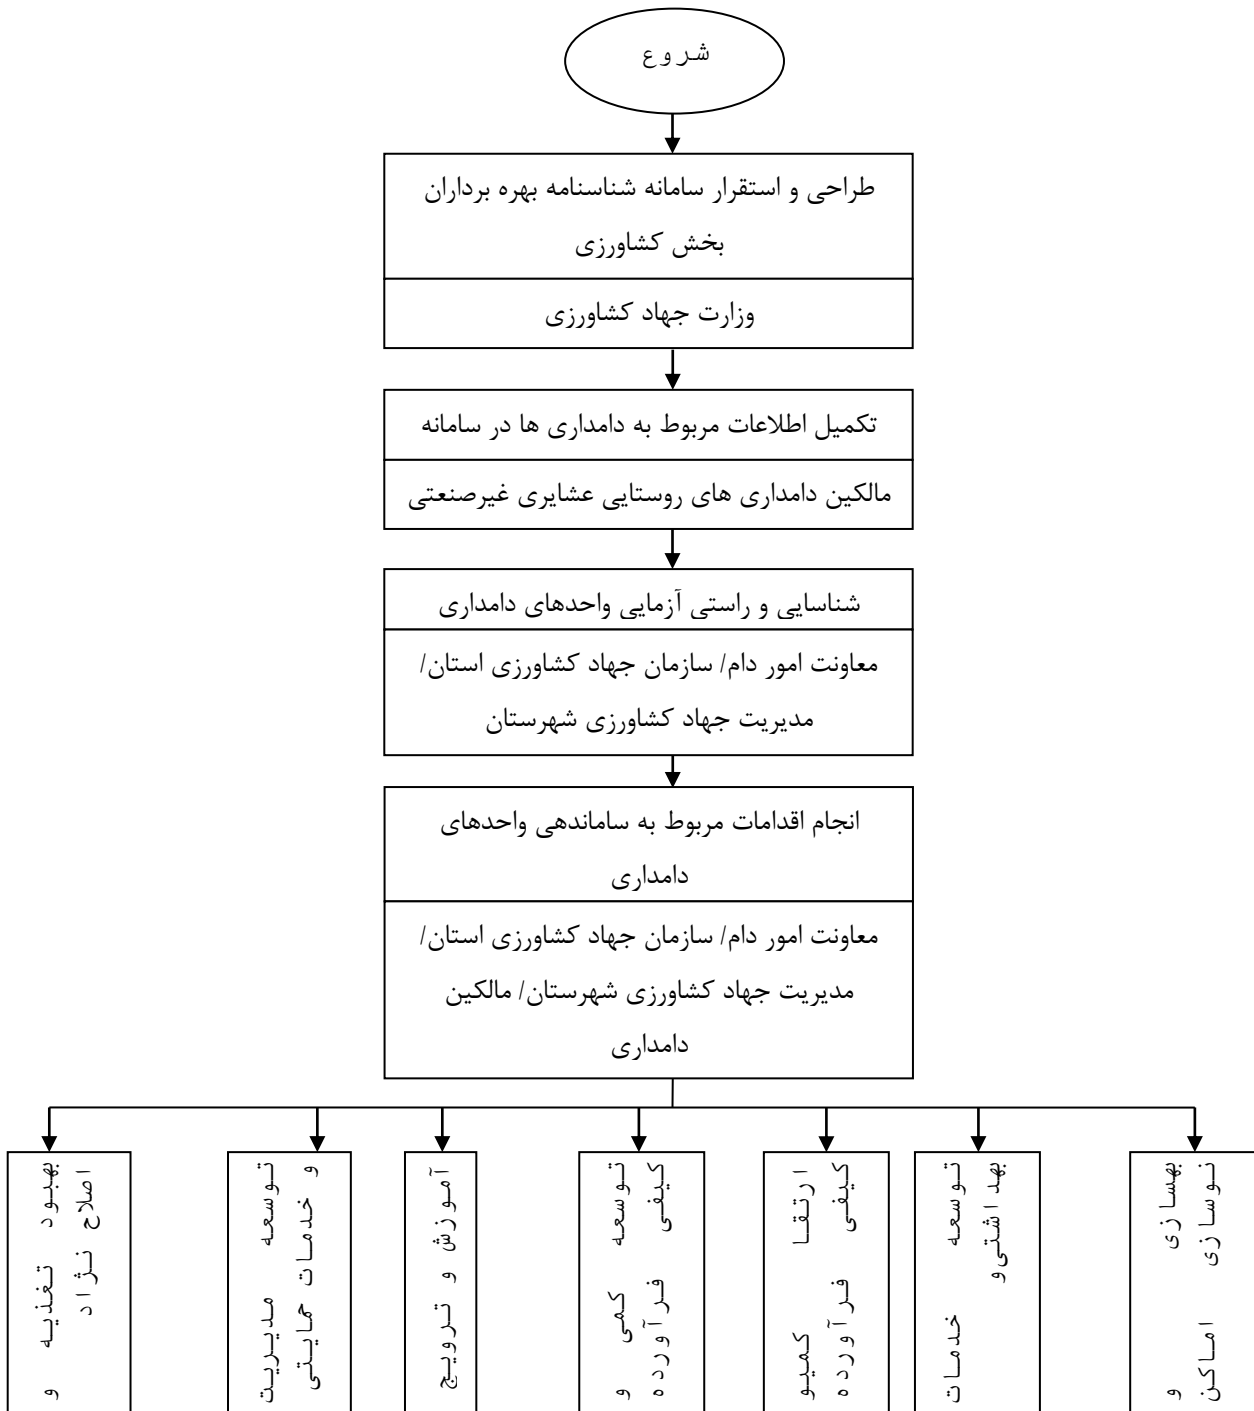 شروع
طراحی و استقرار سامانه شناسنامه بهره برداران
بخش کشاورزی
وزارت جهاد کشاورزی
تکمیل اطلاعات مربوط به دامداری ها در سامانه
مالکین دامداری های روستایی عشایری غیرصنعتی
شناسایی و راستی آزمایی واحدهای دامداری
معاونت امور دام/ سازمان جهاد کشاورزی استان/
مدیریت جهاد کشاورزی شهرستان
انجام اقدامات مربوط به ساماندهی واحدهای
دامداری
معاونت امور دام/ سازمان جهاد کشاورزی استان/
مدیریت جهاد کشاورزی شهرستان/ مالکین
دامداری
بهسازی و
نوسازی اماکن
توسعه خدمات
بهداشتی و
ارتقا کمیو
کیفی فرآورده
توسعه کمی و
کیفی فرآورده
آموزش و ترویج
توسعه مدیریت
و خدمات حمایتی
بهبود تغذیه و
اصلاح نژاد